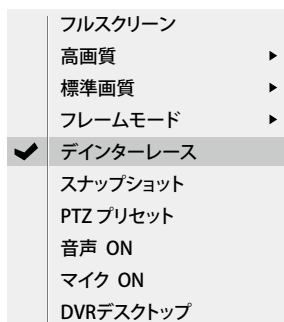 フルスクリーン
高画質
標準画質
フレームモード
デインターレース
スナップショット
PTZ プリセット
音声 ON
マイク ON
DVRデスクトップ